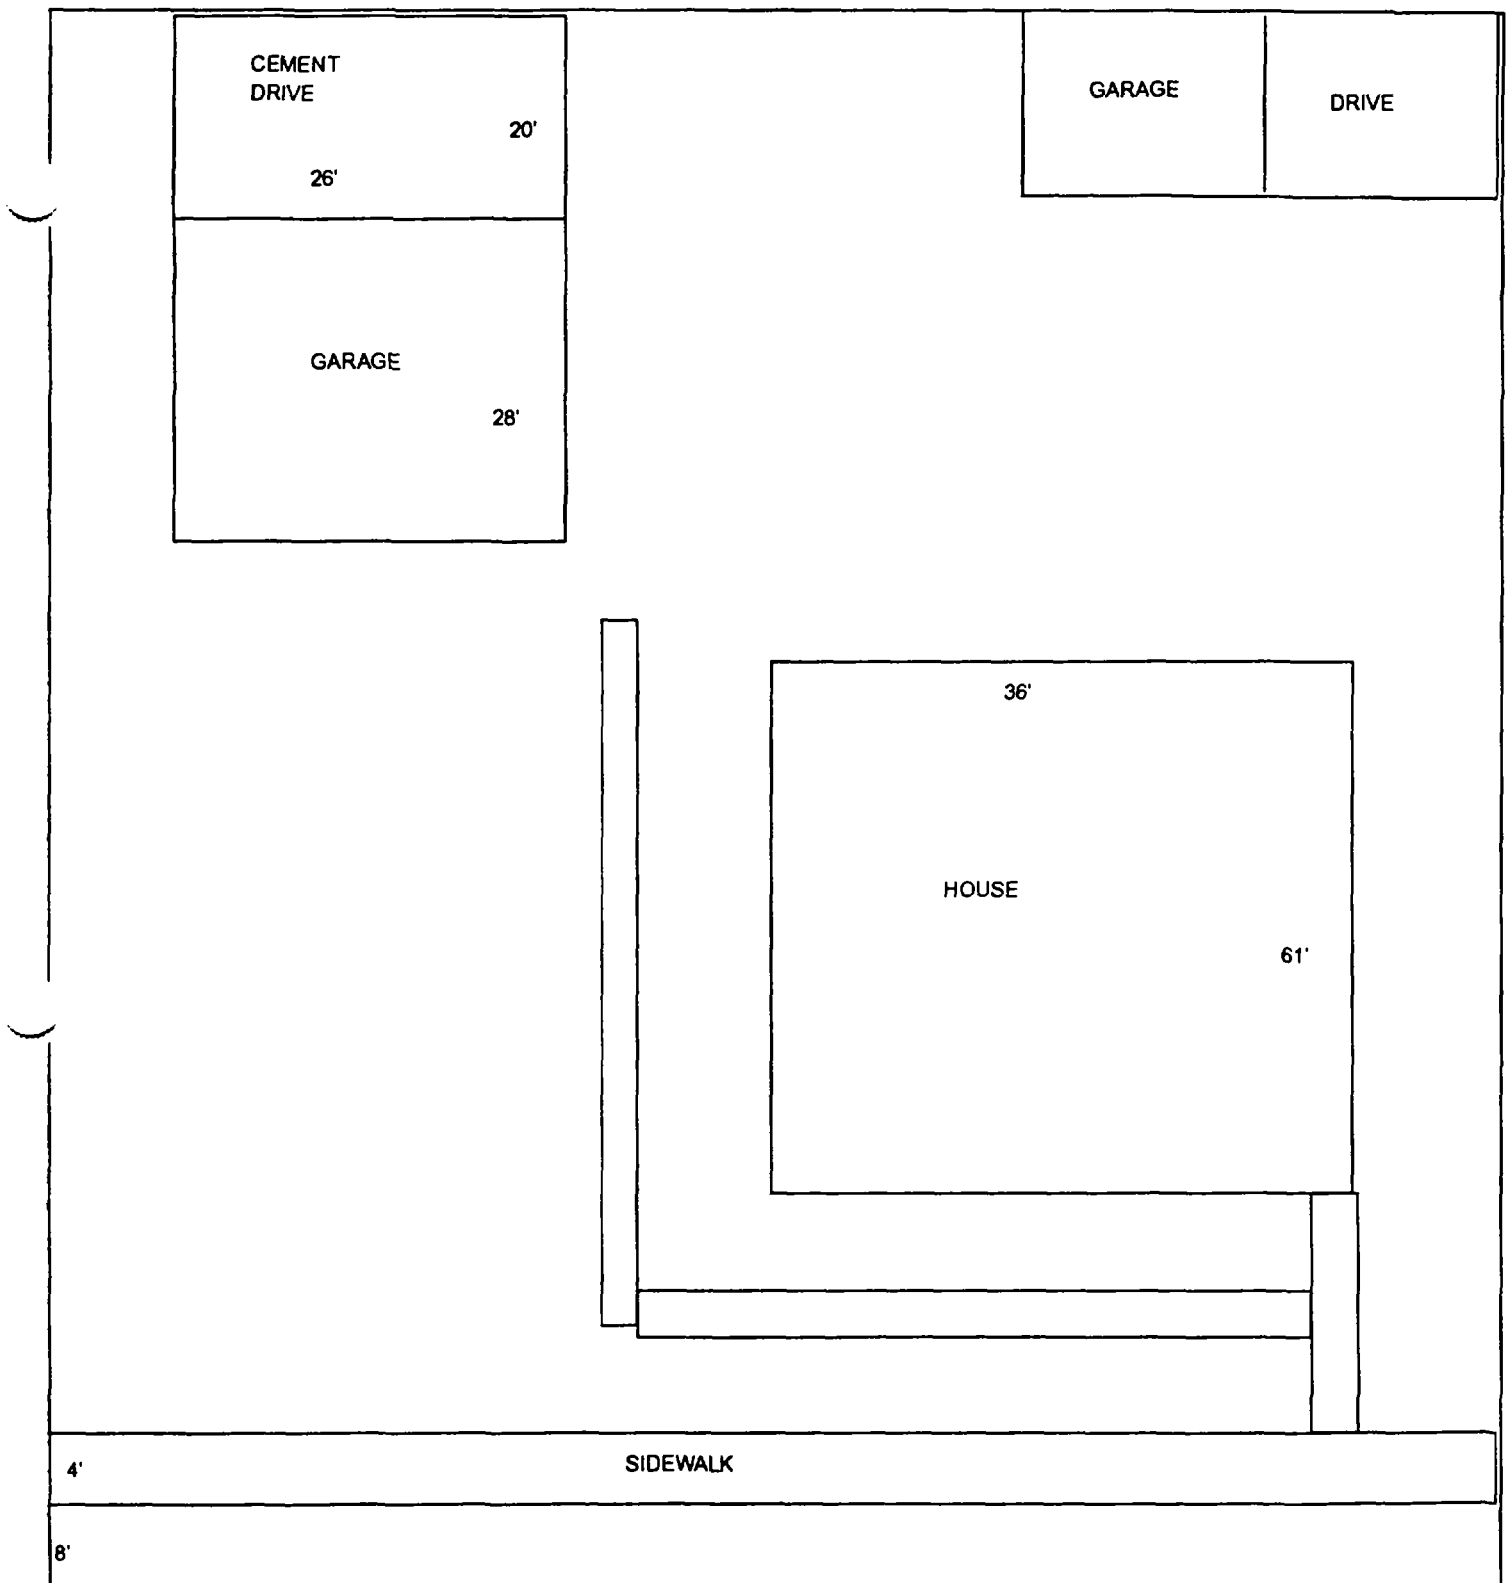 CEMENT
DRIVE
20'
26'
GARAGE
DRIVE
GARAGE
28'
36'
HOUSE
61'
SIDEWALK
4'
8'